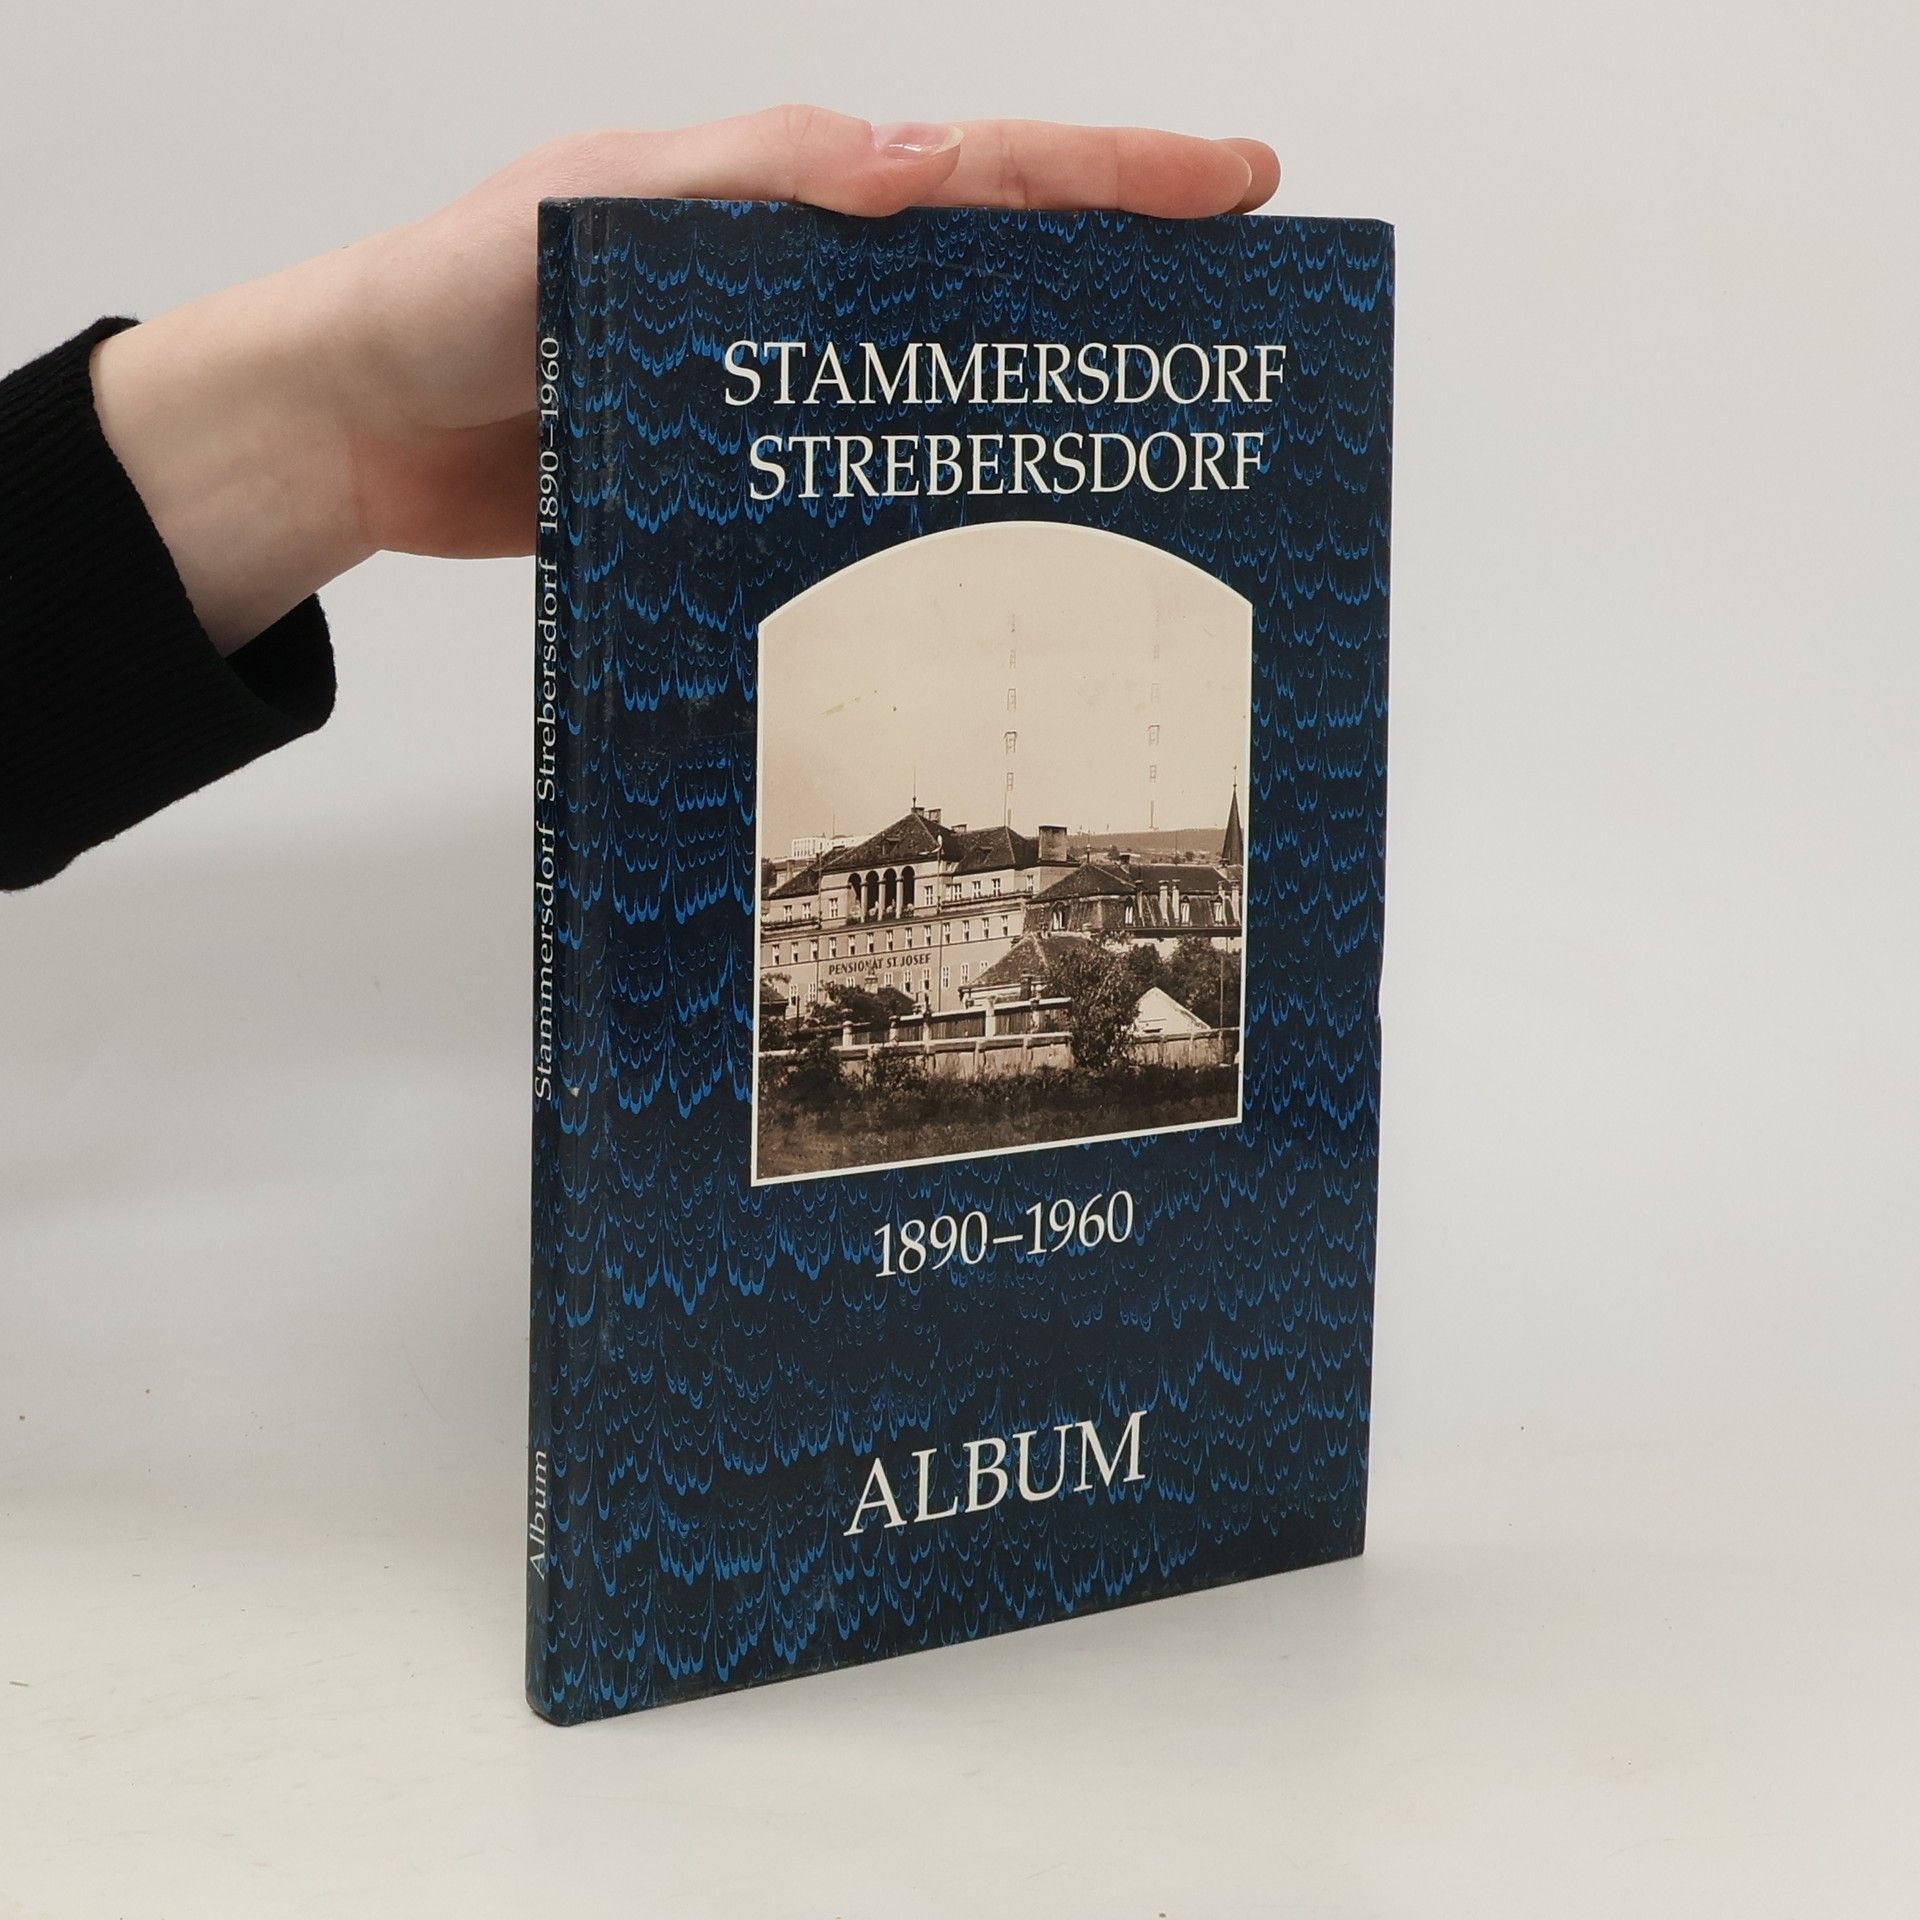 STAMMERSDORF
STREBERSDORF
PENSIONAT ST. JOSEF
1890–1960
ALBUM
Stammersdorf Strebersdorf 1890–1960
Album